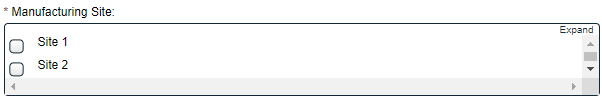 * Manufacturing Site:
Expand
Site 1
Site 2